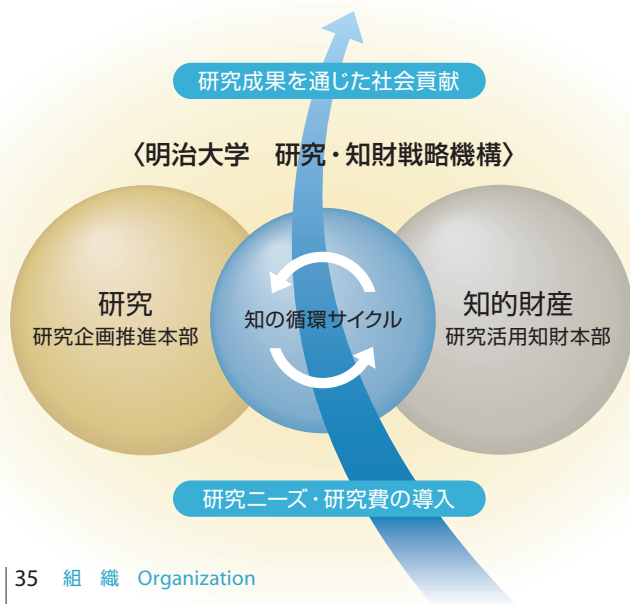 研究成果を通じた社会貢献
〈明治大学　研究・知財戦略機構〉
研究
研究企画推進本部
知の循環サイクル
知的財産
研究活用知財本部
研究ニーズ・研究費の導入
35 組　織 Organization